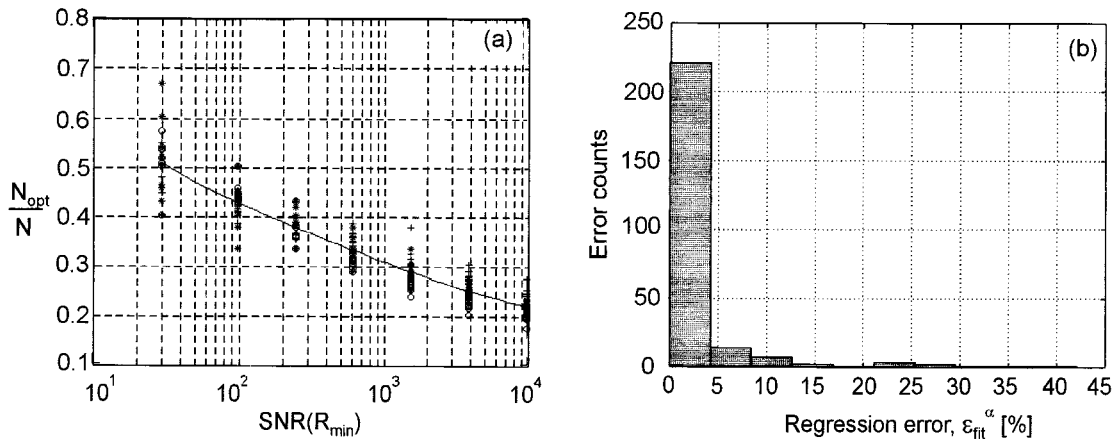 (a)
0.8
0.7
0.6
0.5
0.4
0.3
0.2
0.1
N_opt
N
10^1
10^2
10^3
10^4
SNR(R_min)
(b)
250
200
150
100
50
0
Error counts
0 5 10 15 20 25 30 35 40 45
Regression error, ε_fit^α [%]